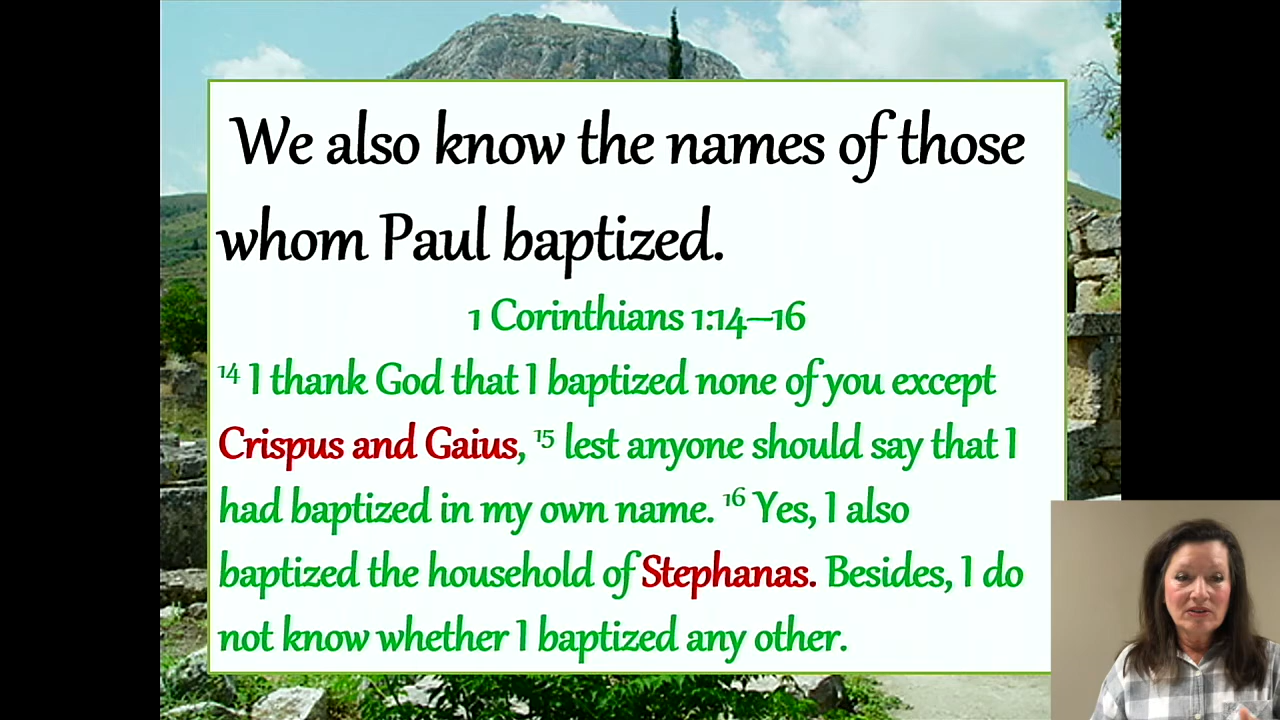 We also know the names of those
whom Paul baptized.
1 Corinthians 1:14–16
14 I thank God that I baptized none of you except
Crispus and Gaius, 15 lest anyone should say that I
had baptized in my own name. 16 Yes, I also
baptized the household of Stephanas. Besides, I do
not know whether I baptized any other.